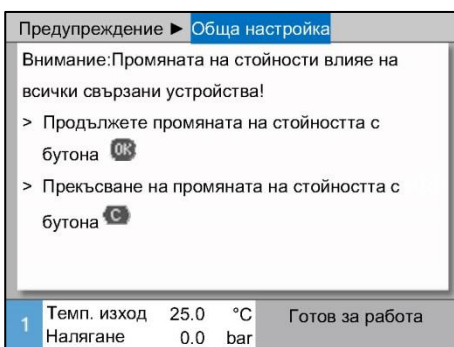 Предупреждение ► Обща настройка
Внимание:Промяната на стойности влияе на
всички свързани устройства!
> Продължете промяната на стойността с
бутона OK
> Прекъсване на промяната на стойността с
бутона C
1 Темп. изход 25.0 °C Готов за работа
Налягане 0.0 bar